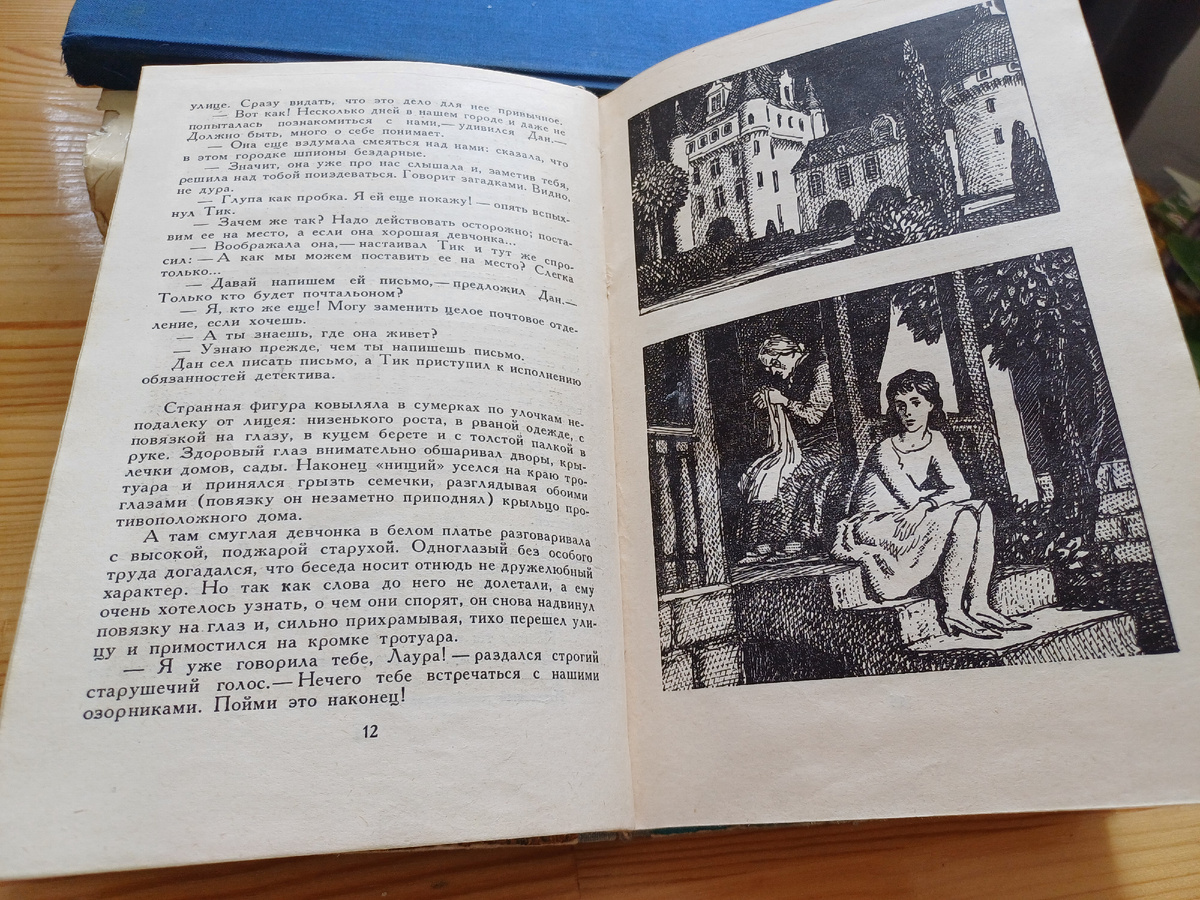 улице. Сразу видать, что это дело для нее привычное.
— Вот как! Несколько дней в нашем городе и даже не
попыталась познакомиться с нами,— удивился Дан.—
Должно быть, много о себе понимает.
— Она еще вздумала смеяться над нами: сказала, что
в этом городке шпионы бездарные.
— Значит, она уже про нас слышала и, заметив тебя,
решила над тобой поиздеваться. Говорит загадками. Видно,
не дура.
— Глупа как пробка. Я ей еще покажу! — опять вспых-
нул Тик.
— Зачем же так? Надо действовать осторожно; поста-
вим ее на место, а если она хорошая девчонка...
— Воображала она,— настаивал Тик и тут же спро-
сил: — А как мы можем поставить ее на место? Слегка
только...
— Давай напишем ей письмо,— предложил Дан.—
Только кто будет почтальоном?
— Я, кто же еще! Могу заменить целое почтовое отде-
ление, если хочешь.
— А ты знаешь, где она живет?
— Узнаю прежде, чем ты напишешь письмо.
Дан сел писать письмо, а Тик приступил к исполнению
обязанностей детектива.
Странная фигура ковыляла в сумерках по улочкам не-
подалеку от лицея: низенького роста, в рваной одежде, с
повязкой на глазу, в куцем берете и с толстой палкой в
руке. Здоровый глаз внимательно обшаривал дворы, кры-
лечки домов, сады. Наконец «нищий» уселся на краю тро-
туара и принялся грызть семечки, разглядывая обоими
глазами (повязку он незаметно приподнял) крыльцо про-
тивоположного дома.
А там смуглая девчонка в белом платье разговаривала
с высокой, поджарой старухой. Одноглазый без особого
труда догадался, что беседа носит отнюдь не дружелюбный
характер. Но так как слова до него не долетали, а ему
очень хотелось узнать, о чем они спорят, он снова надвинул
повязку на глаз и, сильно прихрамывая, тихо перешел ули-
цу и примостился на кромке тротуара.
— Я уже говорила тебе, Лаура! — раздался строгий
старушечий голос.— Нечего тебе встречаться с нашими
озорниками. Пойми это наконец!
12